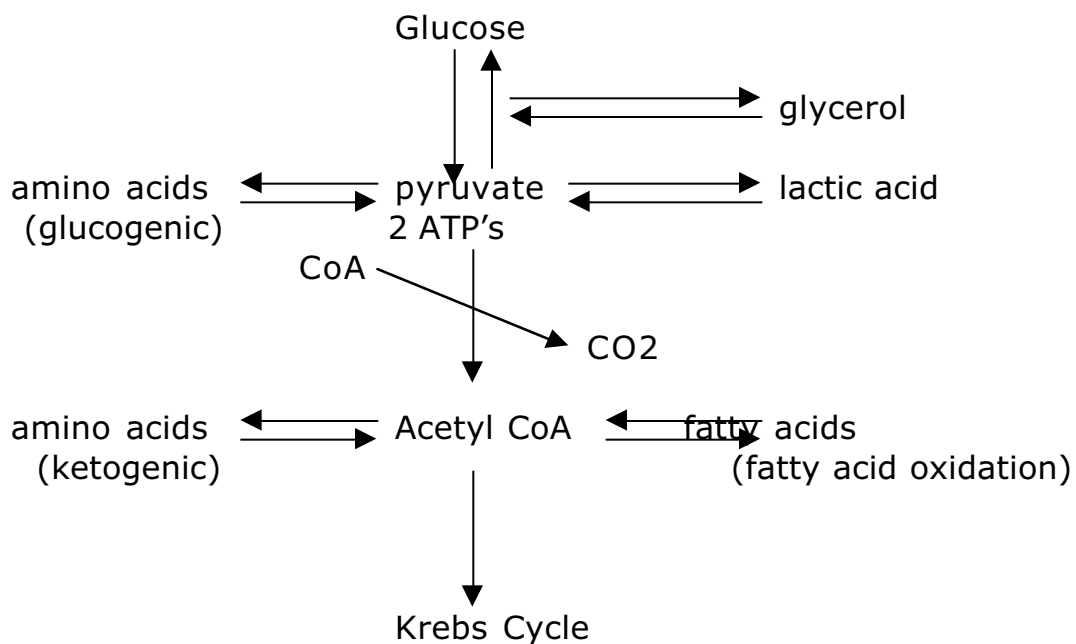 Glucose
glycerol
amino acids pyruvate lactic acid
(glucogenic) 2 ATP's
CoA
CO2
amino acids Acetyl CoA fatty acids
(ketogenic) (fatty acid oxidation)
Krebs Cycle